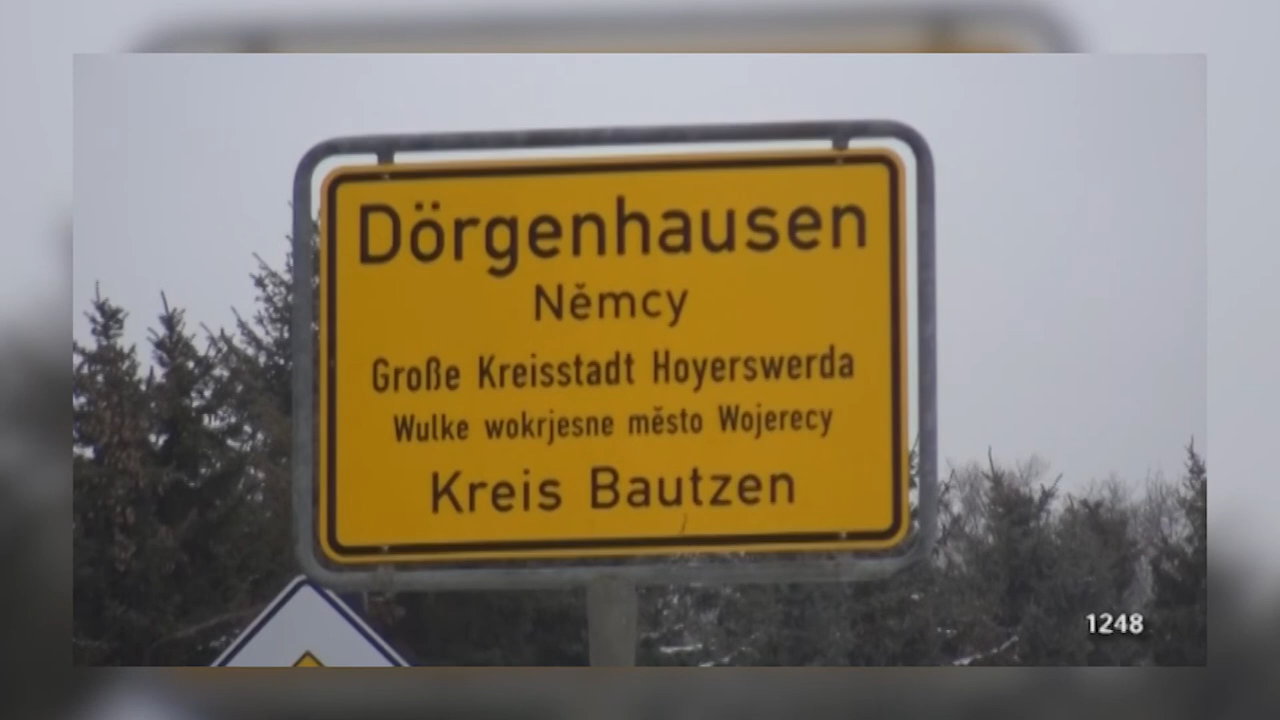 Dörgenhausen
Němcy
Große Kreisstadt Hoyerswerda
Wulke wokrjesne město Wojerecy
Kreis Bautzen
1248